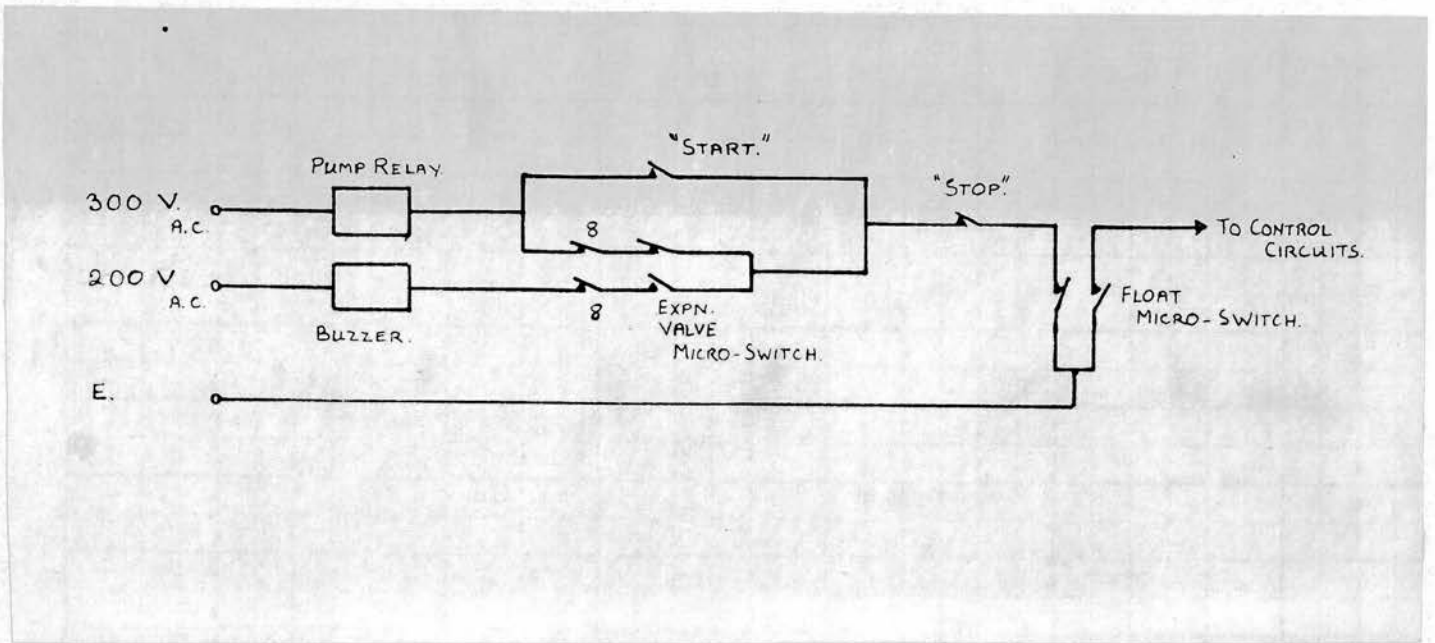 "START."
PUMP RELAY.
"STOP."
300 V.
A.C.
8
TO CONTROL
CIRCUITS.
200 V
A.C.
8
EXPN.
VALVE
MICRO-SWITCH.
FLOAT
MICRO-SWITCH.
BUZZER.
E.